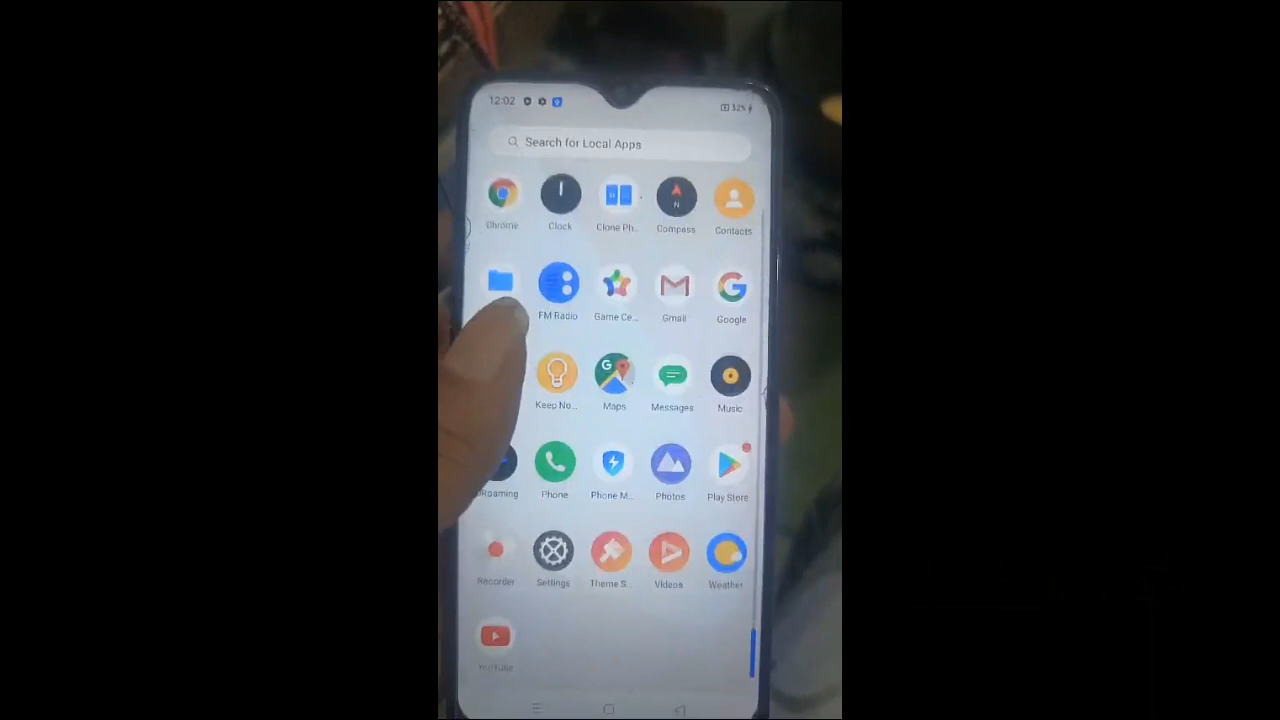 12:02 32%
Search for Local Apps
Chrome Clock Clone Ph... Compass Contacts
FM Radio Game Ce... Gmail Google
Keep No... Maps Messages Music
Roaming Phone Phone M... Photos Play Store
Recorder Settings Theme S... Videos Weather
YouTube